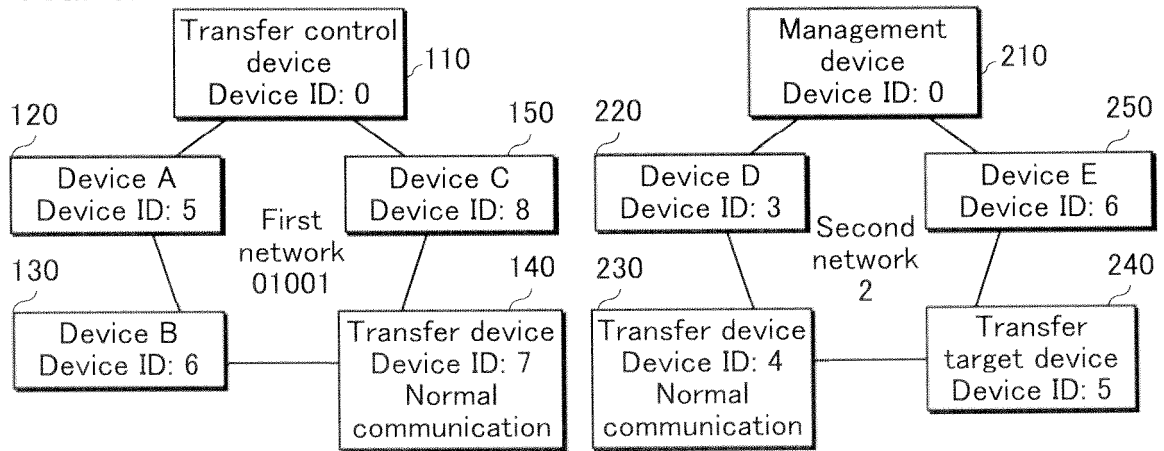 Transfer control
device
Device ID: 0
110
Management
device
Device ID: 0
210
120
Device A
Device ID: 5
150
Device C
Device ID: 8
220
Device D
Device ID: 3
250
Device E
Device ID: 6
First
network
01001
Second
network
2
130
Device B
Device ID: 6
140
Transfer device
Device ID: 7
Normal
communication
230
Transfer device
Device ID: 4
Normal
communication
240
Transfer
target device
Device ID: 5